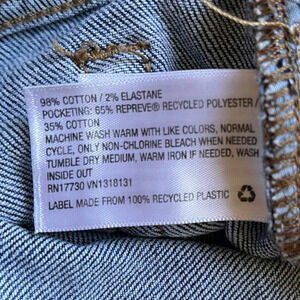 98% COTTON / 2% ELASTANE
POCKETING: 65% REPREVE® RECYCLED POLYESTER /
35% COTTON
MACHINE WASH WARM WITH LIKE COLORS, NORMAL
CYCLE, ONLY NON-CHLORINE BLEACH WHEN NEEDED
TUMBLE DRY MEDIUM, WARM IRON IF NEEDED, WASH
INSIDE OUT
RN17730 VN1318131
LABEL MADE FROM 100% RECYCLED PLASTIC